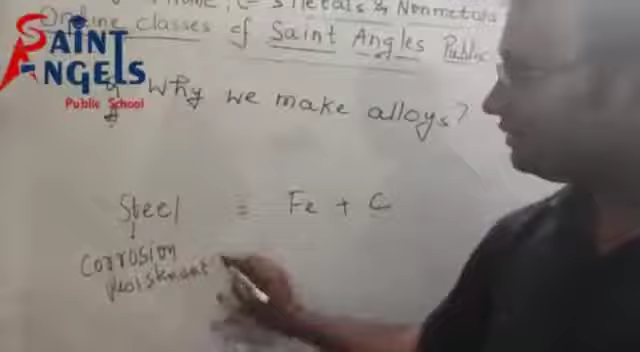 Metals & Nonmetals
Online classes of Saint Angles Public
SAINT
ANGELS
Public School
Why we make alloys?
Steel = Fe + C
Corrosion